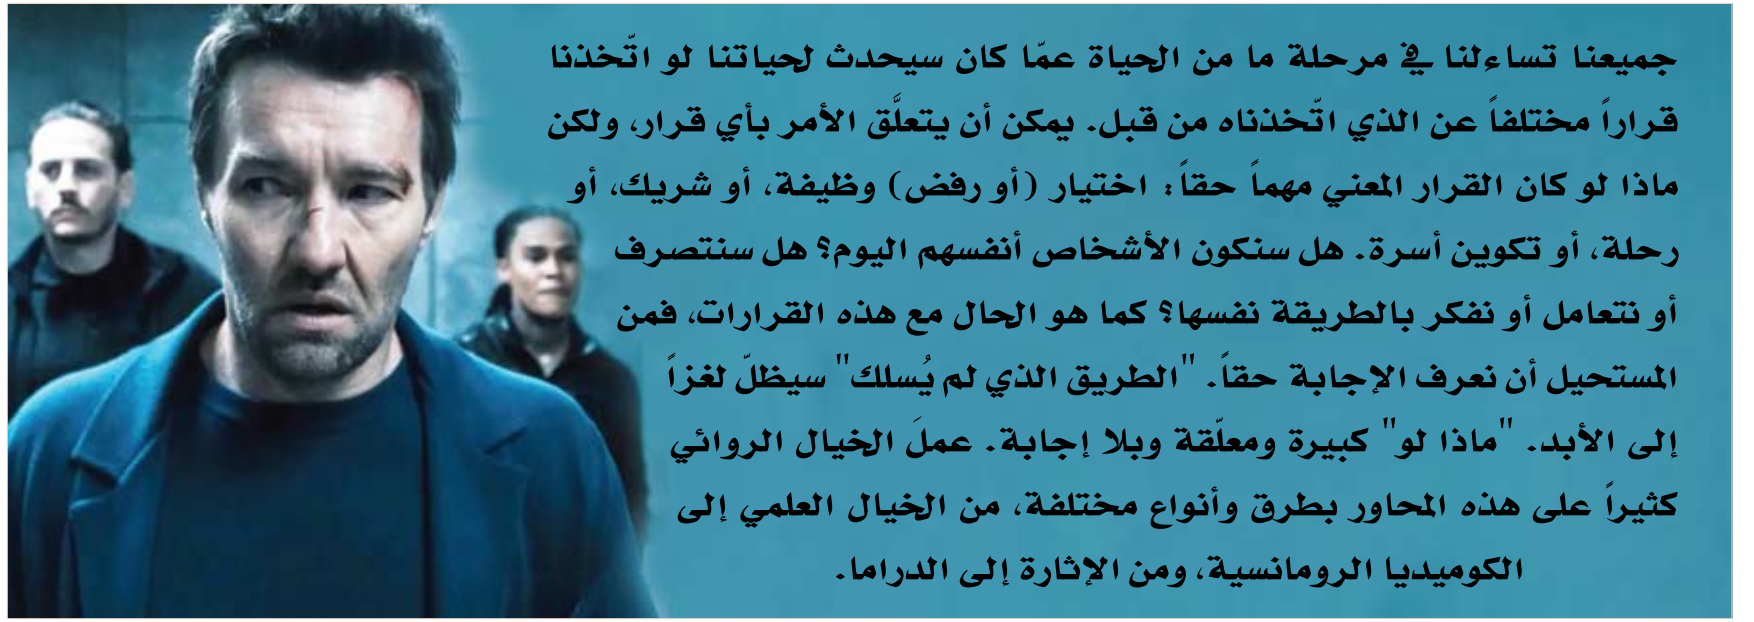 جميعنا تساءلنا في مرحلة ما من الحياة عمّا كان سيحدث لحياتنا لو اتّخذنا
قراراً مختلفاً عن الذي اتّخذناه من قبل. يمكن أن يتعلَّق الأمر بأي قرار، ولكن
ماذا لو كان القرار المعني مهماً حقاً: اختيار (أو رفض) وظيفة، أو شريك، أو
رحلة، أو تكوين أسرة. هل سنكون الأشخاص أنفسهم اليوم؟ هل سنتصرف
أو نتعامل أو نفكر بالطريقة نفسها؟ كما هو الحال مع هذه القرارات، فمن
المستحيل أن نعرف الإجابة حقاً. "الطريق الذي لم يُسلك" سيظلّ لغزاً
إلى الأبد. "ماذا لو" كبيرة ومعلّقة وبلا إجابة. عملَ الخيال الروائي
كثيراً على هذه المحاور بطرق وأنواع مختلفة، من الخيال العلمي إلى
الكوميديا الرومانسية، ومن الإثارة إلى الدراما.